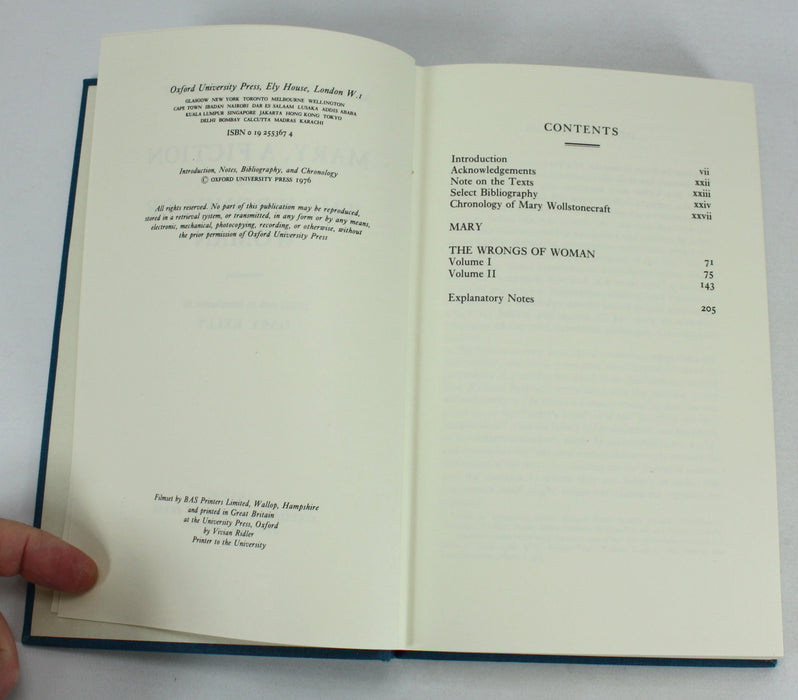 Oxford University Press, Ely House, London W.1
GLASGOW NEW YORK TORONTO MELBOURNE WELLINGTON
CAPE TOWN IBADAN NAIROBI DAR ES SALAAM LUSAKA ADDIS ABABA
KUALA LUMPUR SINGAPORE JAKARTA HONG KONG TOKYO
DELHI BOMBAY CALCUTTA MADRAS KARACHI
ISBN 0 19 255367 4
Introduction, Notes, Bibliography, and Chronology
© OXFORD UNIVERSITY PRESS 1976
All rights reserved. No part of this publication may be reproduced,
stored in a retrieval system, or transmitted, in any form or by any means,
electronic, mechanical, photocopying, recording, or otherwise, without
the prior permission of Oxford University Press
Filmset by BAS Printers Limited, Wallop, Hampshire
and printed in Great Britain
at the University Press, Oxford
by Vivian Ridler
Printer to the University
CONTENTS
Introduction vii
Acknowledgements xxii
Note on the Texts xxiii
Select Bibliography xxiv
Chronology of Mary Wollstonecraft xxvii
MARY
THE WRONGS OF WOMAN 71
Volume I 75
Volume II 143
Explanatory Notes 205